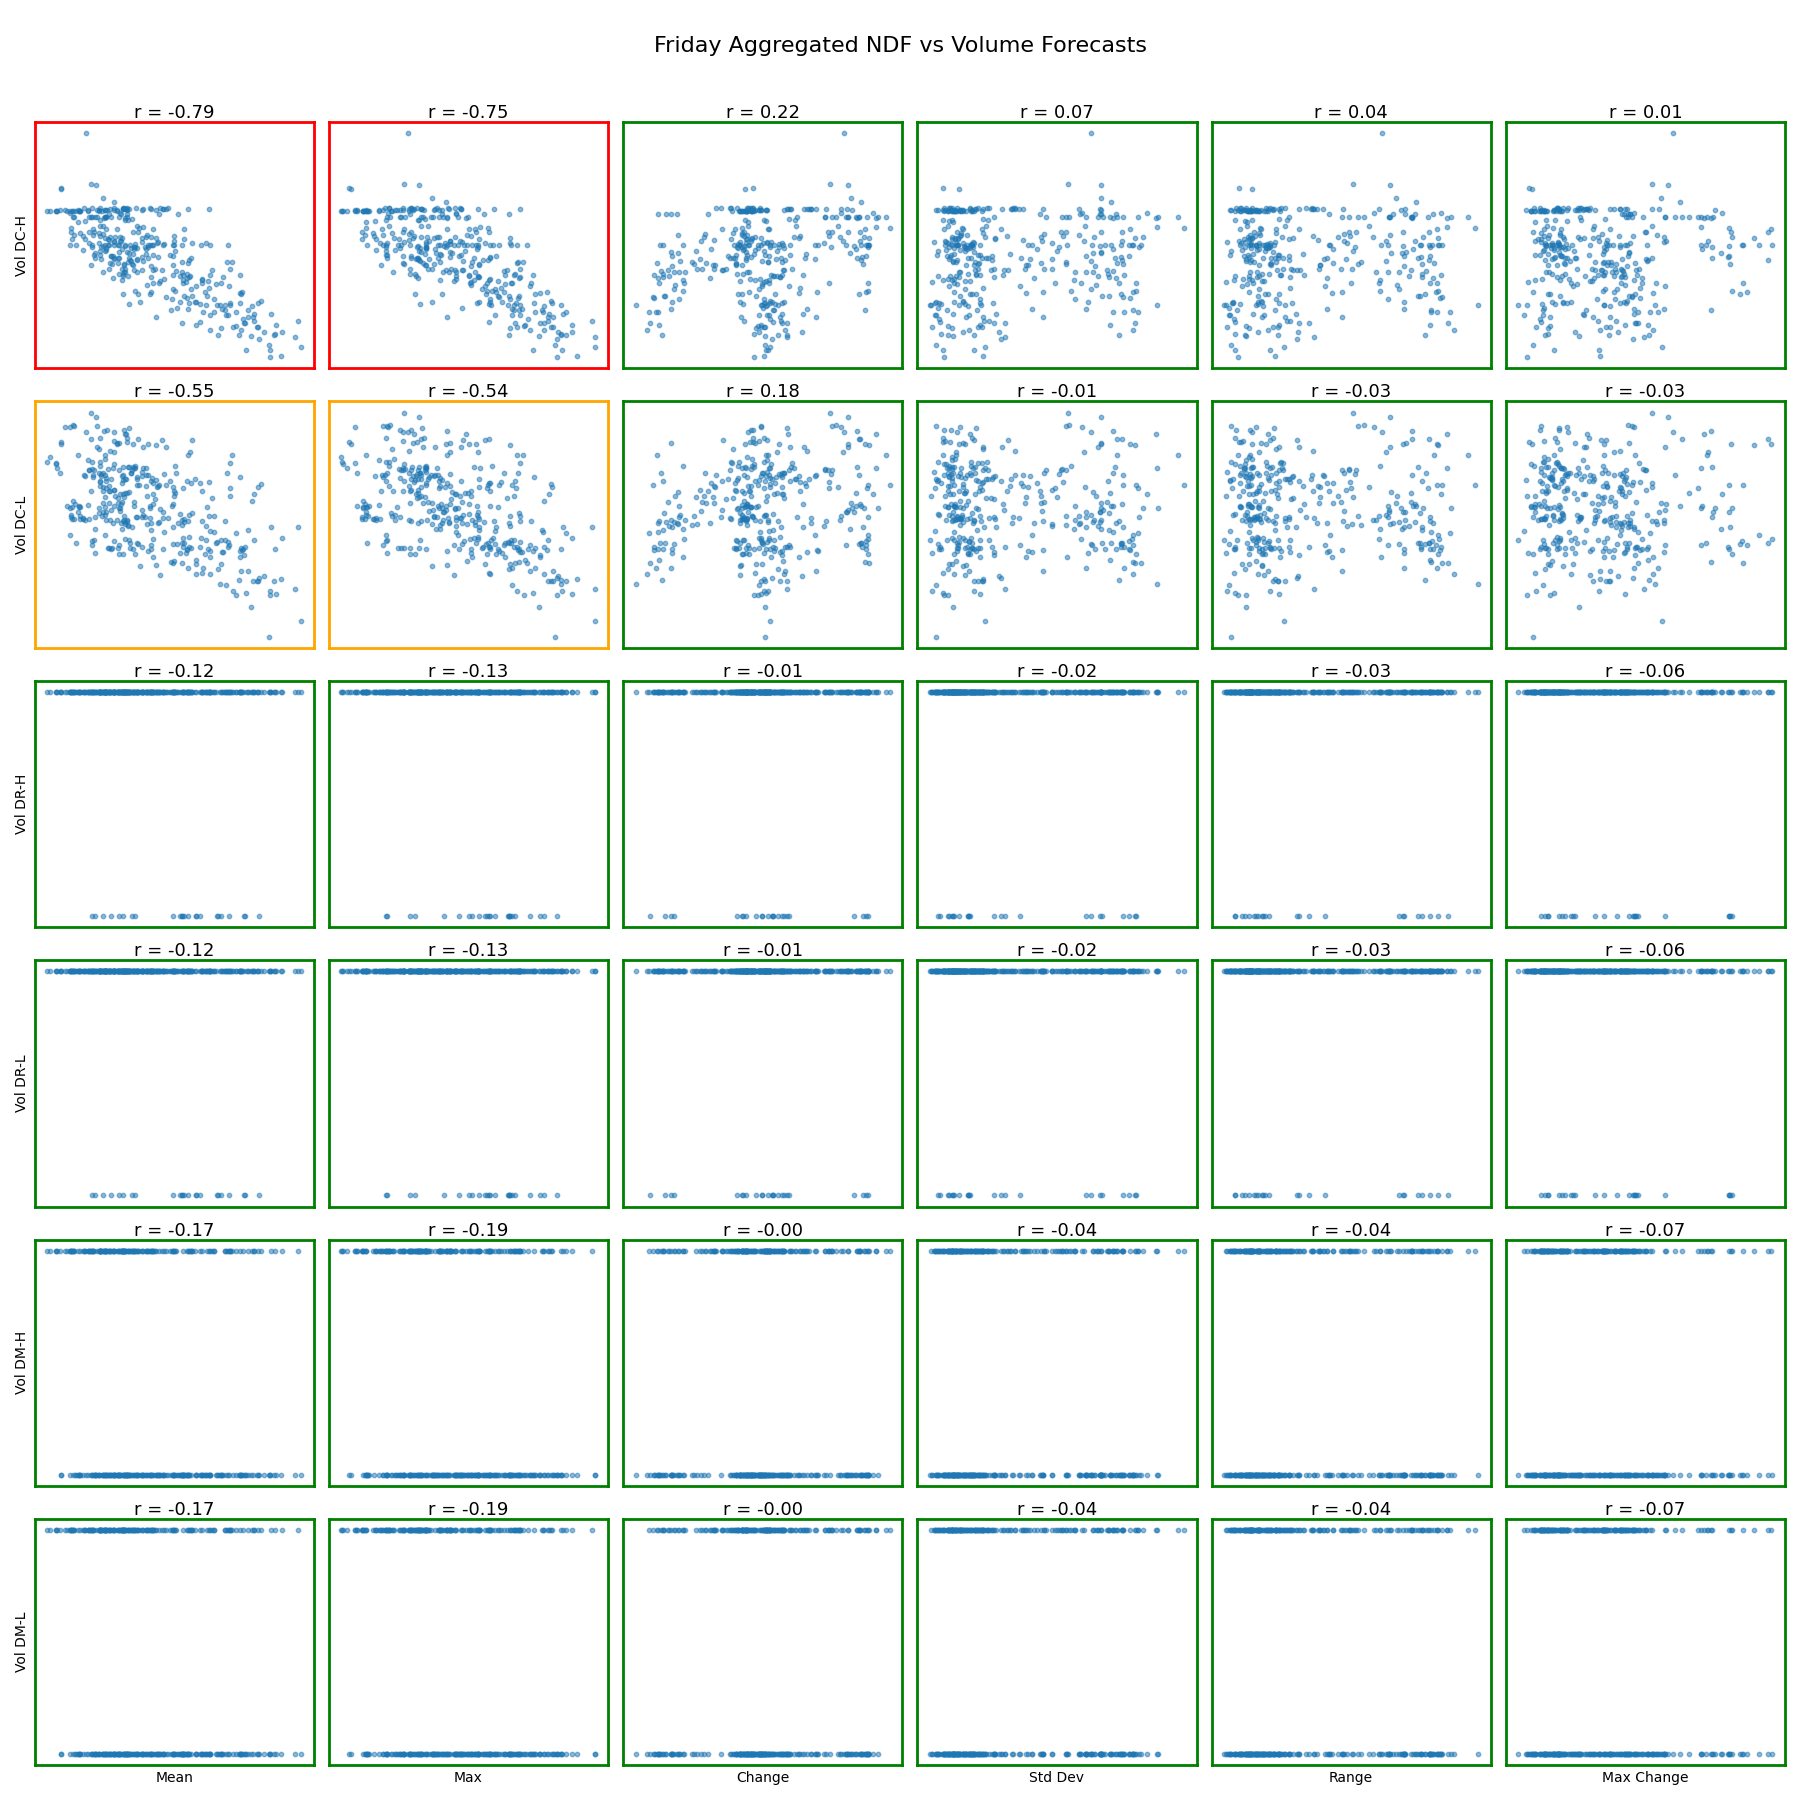 Friday Aggregated NDF vs Volume Forecasts
r = -0.79 r = -0.75 r = 0.22 r = 0.07 r = 0.04 r = 0.01
Vol DC-H
r = -0.55 r = -0.54 r = 0.18 r = -0.01 r = -0.03 r = -0.03
Vol DC-L
r = -0.12 r = -0.13 r = -0.01 r = -0.02 r = -0.03 r = -0.06
Vol DR-H
r = -0.12 r = -0.13 r = -0.01 r = -0.02 r = -0.03 r = -0.06
Vol DR-L
r = -0.17 r = -0.19 r = -0.00 r = -0.04 r = -0.04 r = -0.07
Vol DM-H
r = -0.17 r = -0.19 r = -0.00 r = -0.04 r = -0.04 r = -0.07
Vol DM-L
Mean Max Change Std Dev Range Max Change